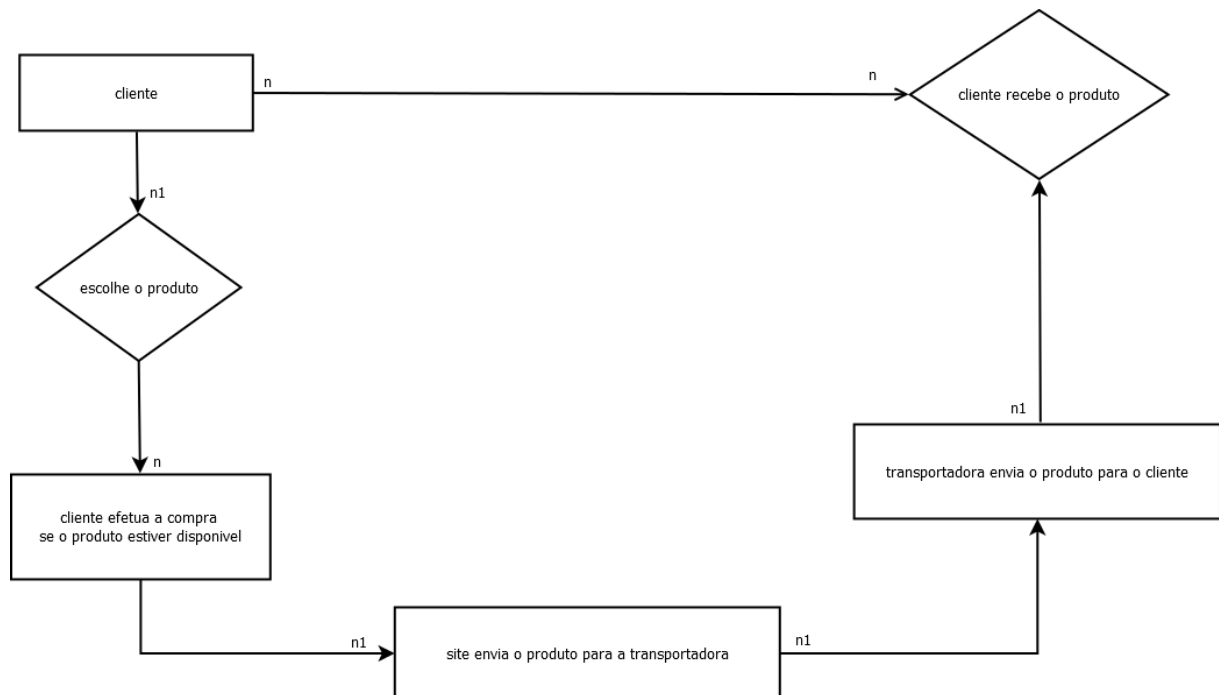 cliente
n
n
cliente recebe o produto
n1
escolhe o produto
n
cliente efetua a compra
se o produto estiver disponivel
n1
site envia o produto para a transportadora
n1
transportadora envia o produto para o cliente
n1